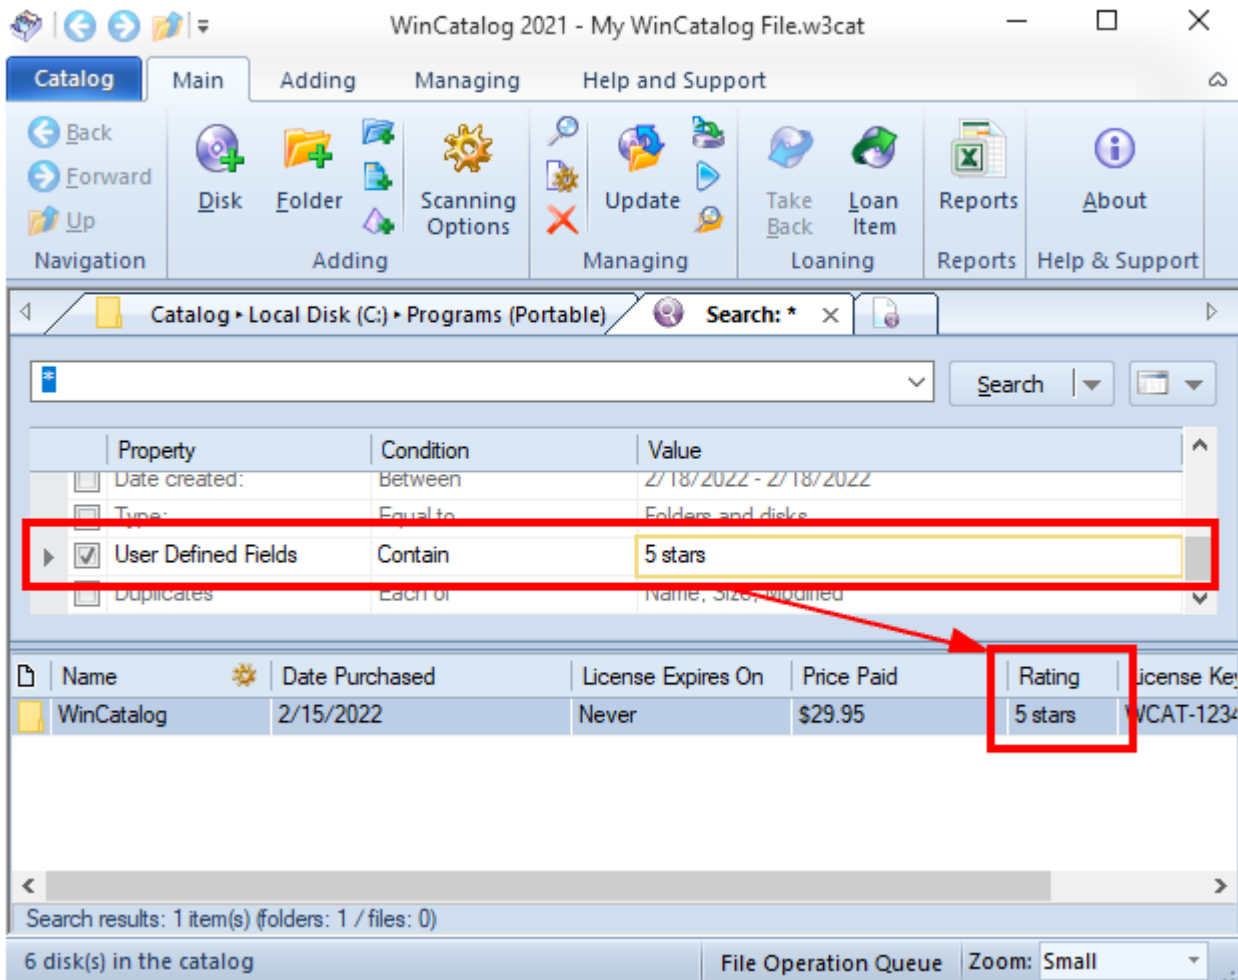 WinCatalog 2021 - My WinCatalog File.w3cat
Catalog Main Adding Managing Help and Support
Back
Forward
Up
Navigation
Disk Folder Scanning Options
Adding
Update
Managing
Take Back Loan Item
Loaning
Reports
Reports
About
Help & Support
Catalog ‣ Local Disk (C:) ‣ Programs (Portable) Search: *
* Search
Property Condition Value
Date created: Between 2/18/2022 - 2/18/2022
Type: Equal to Folders and disks
User Defined Fields Contain 5 stars
Duplicates Each of Name, Size, Modified
Name Date Purchased License Expires On Price Paid Rating License Key
WinCatalog 2/15/2022 Never $29.95 5 stars WCAT-1234
Search results: 1 item(s) (folders: 1 / files: 0)
6 disk(s) in the catalog File Operation Queue Zoom: Small